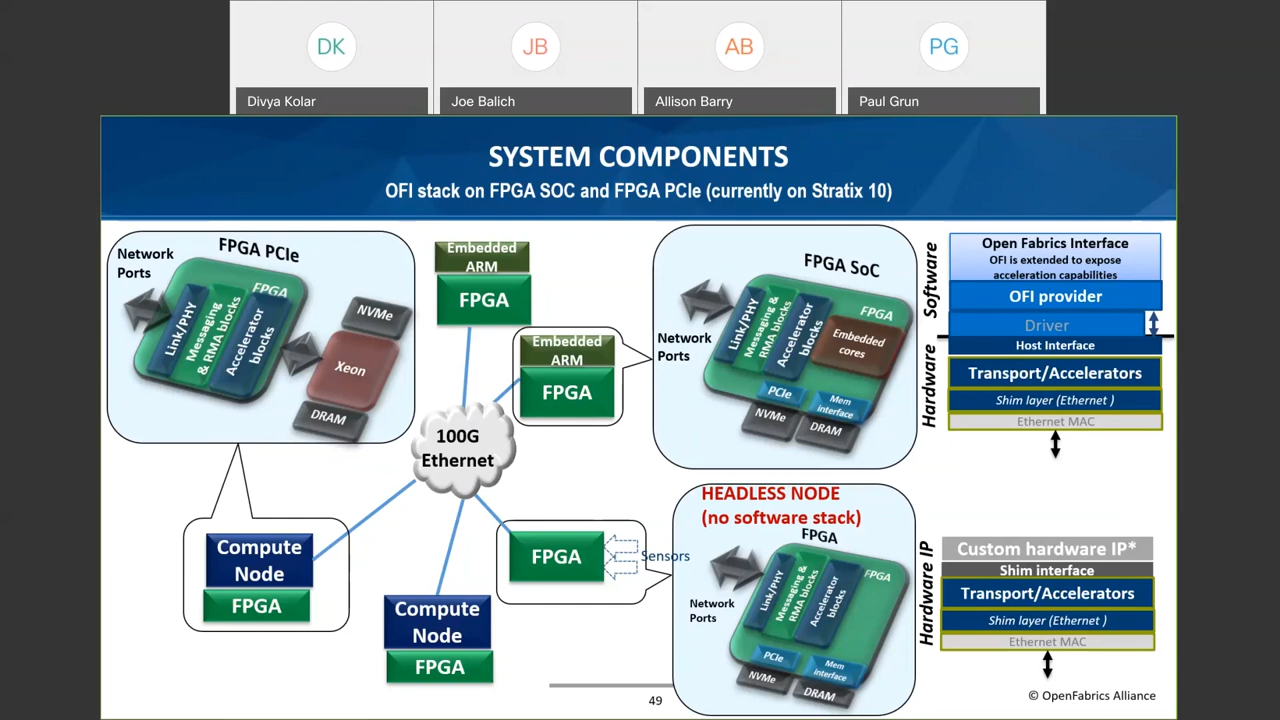 DK
JB
AB
PG
Divya Kolar
Joe Balich
Allison Barry
Paul Grun
SYSTEM COMPONENTS
OFI stack on FPGA SOC and FPGA PCIe (currently on Stratix 10)
FPGA PCIe
Network
Ports
FPGA
Link/PHY
Messaging
& RMA blocks
Accelerator
blocks
NVMe
Xeon
DRAM
Embedded
ARM
FPGA
Embedded
ARM
FPGA
100G
Ethernet
Compute
Node
FPGA
Compute
Node
FPGA
FPGA
Sensors
FPGA SoC
Network
Ports
FPGA
Link/PHY
Messaging &
RMA blocks
Accelerator
blocks
Embedded
cores
PCIe
Mem
interface
NVMe
DRAM
HEADLESS NODE
(no software stack)
FPGA
Network
Ports
FPGA
Link/PHY
Messaging &
RMA blocks
Accelerator
blocks
PCIe
Mem
interface
NVMe
DRAM
Software
Open Fabrics Interface
OFI is extended to expose
acceleration capabilities
OFI provider
Driver
Hardware
Host Interface
Transport/Accelerators
Shim layer (Ethernet )
Ethernet MAC
Hardware IP
Custom hardware IP*
Shim interface
Transport/Accelerators
Shim layer (Ethernet )
Ethernet MAC
49
© OpenFabrics Alliance